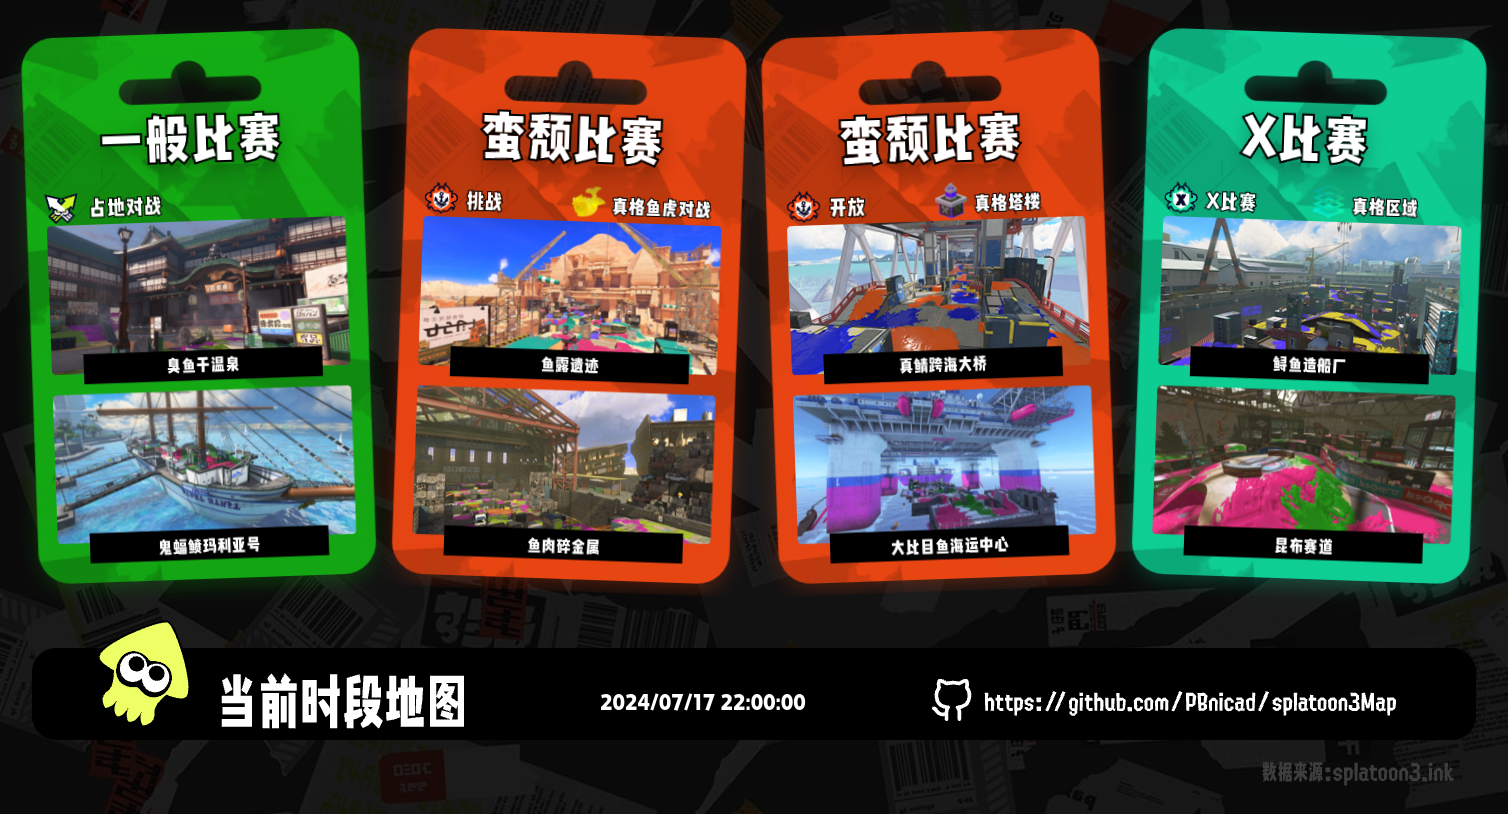 一般比赛
占地对战
臭鱼干温泉
鬼蝠鲼玛利亚号
蛮颓比赛
挑战
真格鱼虎对战
鱼露遗迹
鱼肉碎金属
蛮颓比赛
开放
真格塔楼
真鲭跨海大桥
大比目鱼海运中心
X比赛
X比赛
真格区域
鲟鱼造船厂
昆布赛道
当前时段地图
2024/07/17 22:00:00
https://github.com/PBnicad/splatoon3Map
数据来源:splatoon3.ink